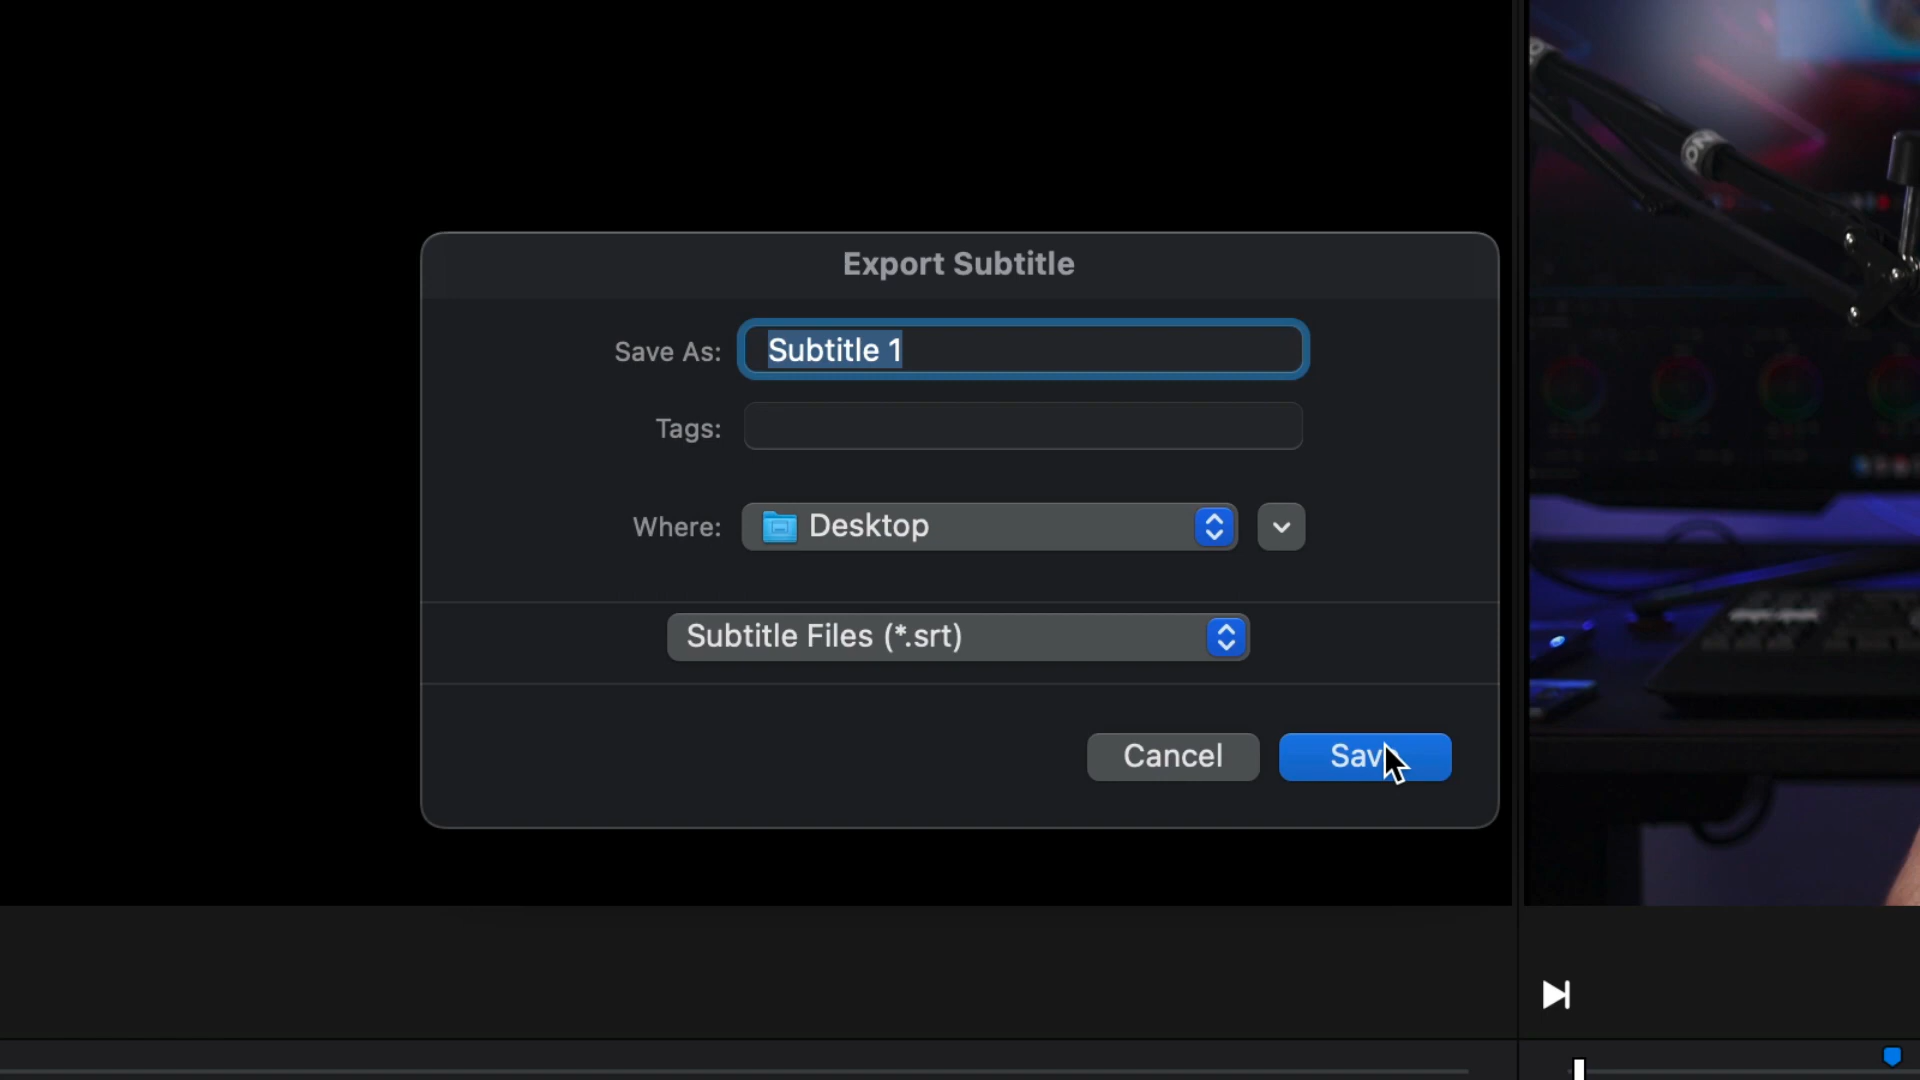 Export Subtitle
Save As: Subtitle 1
Tags:
Where: Desktop
Subtitle Files (*.srt)
Cancel Sav